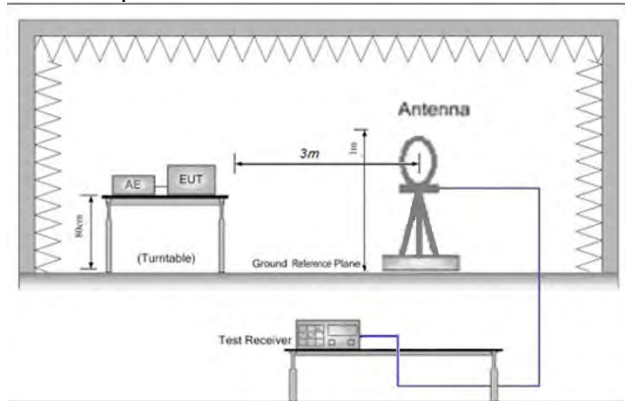 Antenna
3m
1m
AE
EUT
80cm
(Turntable)
Ground Reference Plane
Test Receiver